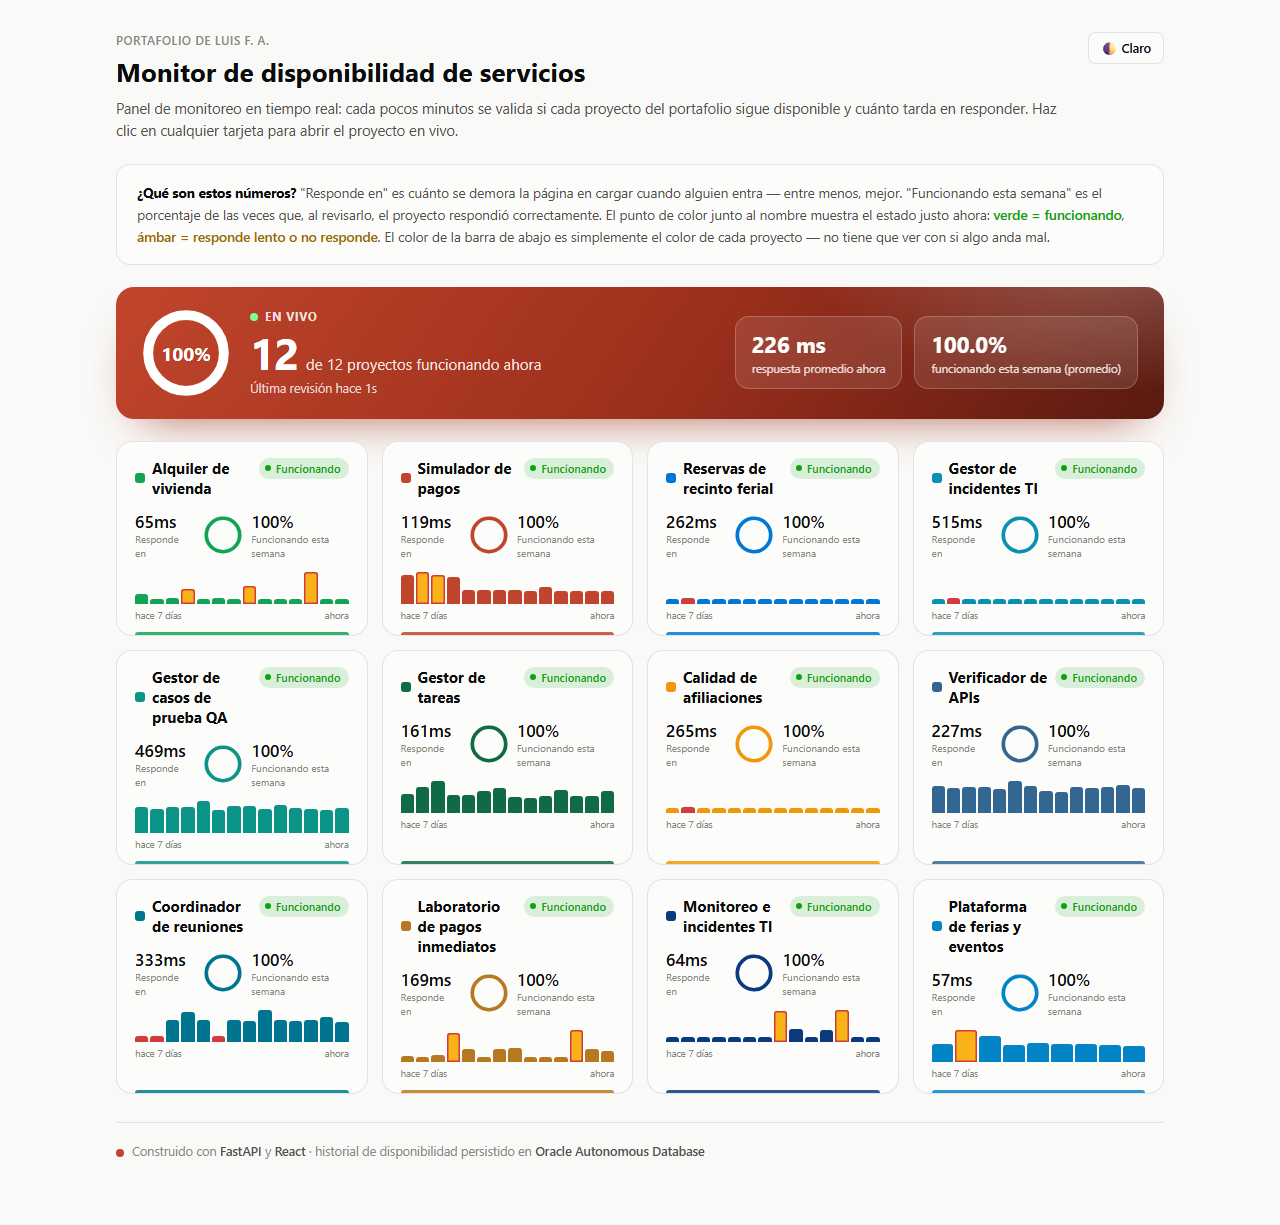 PORTAFOLIO DE LUIS F. A.
Claro
Monitor de disponibilidad de servicios
Panel de monitoreo en tiempo real: cada pocos minutos se valida si cada proyecto del portafolio sigue disponible y cuánto tarda en responder. Haz
clic en cualquier tarjeta para abrir el proyecto en vivo.
¿Qué son estos números? "Responde en" es cuánto se demora la página en cargar cuando alguien entra — entre menos, mejor. "Funcionando esta semana" es el
porcentaje de las veces que, al revisarlo, el proyecto respondió correctamente. El punto de color junto al nombre muestra el estado justo ahora: verde = funcionando,
ámbar = responde lento o no responde. El color de la barra de abajo es simplemente el color de cada proyecto — no tiene que ver con si algo anda mal.
100%
EN VIVO
12 de 12 proyectos funcionando ahora
Última revisión hace 1s
226 ms
respuesta promedio ahora
100.0%
funcionando esta semana (promedio)
Alquiler de
vivienda
Funcionando
65ms
Responde
en
100%
Funcionando esta
semana
hace 7 días
ahora
Simulador de
pagos
Funcionando
119ms
Responde
en
100%
Funcionando esta
semana
hace 7 días
ahora
Reservas de
recinto ferial
Funcionando
262ms
Responde
en
100%
Funcionando esta
semana
hace 7 días
ahora
Gestor de
incidentes TI
Funcionando
515ms
Responde
en
100%
Funcionando esta
semana
hace 7 días
ahora
Gestor de
casos de
prueba QA
Funcionando
469ms
Responde
en
100%
Funcionando esta
semana
hace 7 días
ahora
Gestor de
tareas
Funcionando
161ms
Responde
en
100%
Funcionando esta
semana
hace 7 días
ahora
Calidad de
afiliaciones
Funcionando
265ms
Responde
en
100%
Funcionando esta
semana
hace 7 días
ahora
Verificador de
APIs
Funcionando
227ms
Responde
en
100%
Funcionando esta
semana
hace 7 días
ahora
Coordinador
de reuniones
Funcionando
333ms
Responde
en
100%
Funcionando esta
semana
hace 7 días
ahora
Laboratorio
de pagos
inmediatos
Funcionando
169ms
Responde
en
100%
Funcionando esta
semana
hace 7 días
ahora
Monitoreo e
incidentes TI
Funcionando
64ms
Responde
en
100%
Funcionando esta
semana
hace 7 días
ahora
Plataforma
de ferias y
eventos
Funcionando
57ms
Responde
en
100%
Funcionando esta
semana
hace 7 días
ahora
Construido con FastAPI y React · historial de disponibilidad persistido en Oracle Autonomous Database